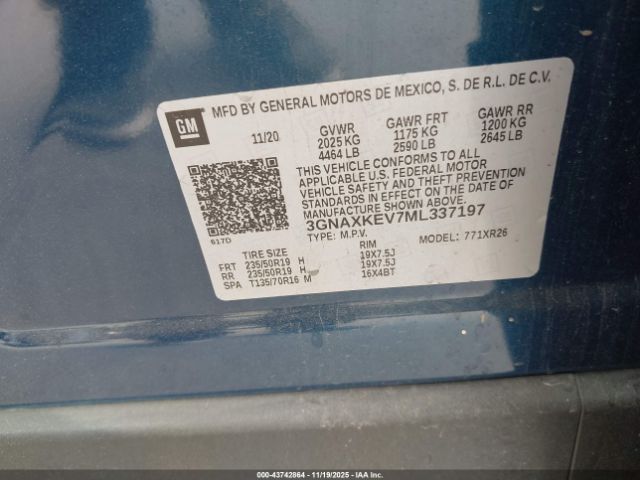 MFD BY GENERAL MOTORS DE MEXICO, S. DE R.L. DE C.V.
GM
11/20 GVWR GAWR FRT GAWR RR
2025 KG 1175 KG 1200 KG
4464 LB 2590 LB 2645 LB
THIS VEHICLE CONFORMS TO ALL
APPLICABLE U.S. FEDERAL MOTOR
VEHICLE SAFETY AND THEFT PREVENTION
STANDARDS IN EFFECT ON THE DATE OF
MANUFACTURE SHOWN ABOVE.
3GNAXKEV7ML337197
TYPE: M.P.V. MODEL: 771XR26
617D
TIRE SIZE RIM
FRT 235/50R19 H 19X7.5J
RR 235/50R19 H 19X7.5J
SPA T135/70R16 M 16X4BT
000-43742864 - 11/19/2025 - IAAI.COM